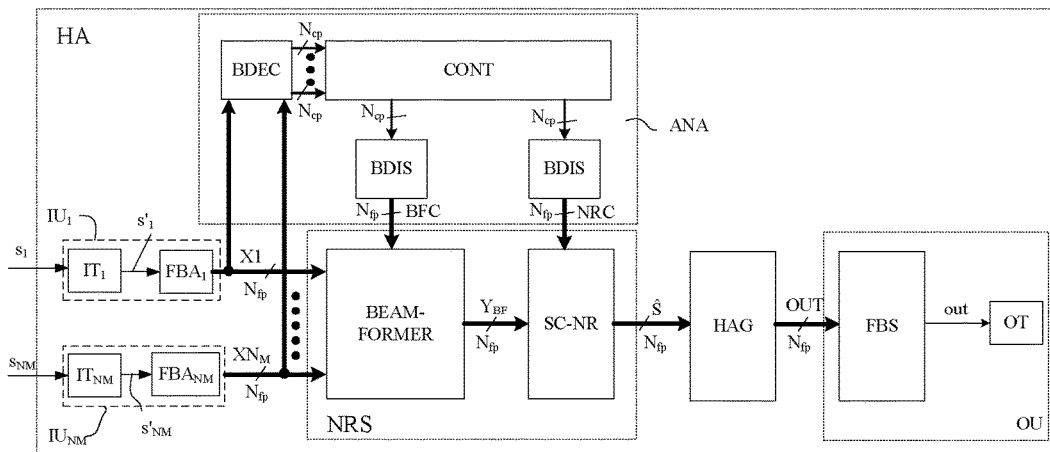 HA
BDEC
N_cp
N_cp
CONT
N_cp
N_cp
ANA
BDIS
BDIS
N_fp
BFC
N_fp
NRC
IU_1
s'_1
s_1
IT_1
FBA_1
X1
N_fp
BEAM-
FORMER
Y_BF
N_fp
SC-NR
Ŝ
N_fp
HAG
OUT
N_fp
FBS
out
OT
s_NM
IT_NM
FBA_NM
XN_M
N_fp
s'_NM
IU_NM
NRS
OU